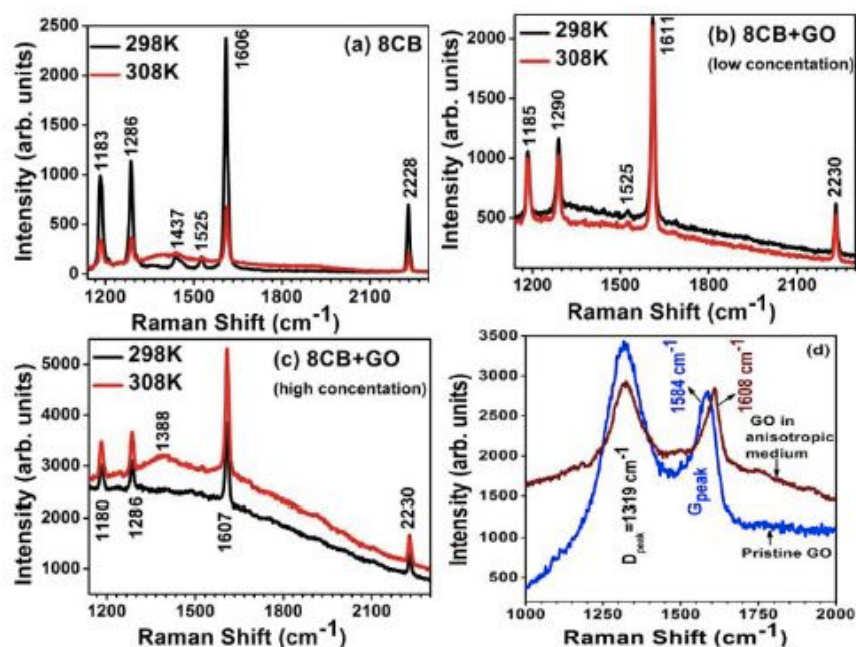 (a) 8CB
298K
308K
1183
1286
1437
1525
1606
2228
Intensity (arb. units)
2500
2000
1500
1000
500
0
1200
1500
1800
2100
Raman Shift (cm-1)
(b) 8CB+GO
(low concentation)
298K
308K
1185
1290
1525
1611
2230
Intensity (arb. units)
2000
1500
1000
500
1200
1500
1800
2100
Raman Shift (cm-1)
(c) 8CB+GO
(high concentation)
298K
308K
1180
1286
1388
1607
2230
Intensity (arb. units)
5000
4000
3000
2000
1000
1200
1500
1800
2100
Raman Shift (cm-1)
(d)
1584 cm-1
1608 cm-1
GO in
anisotropic
medium
Dpeak=1319 cm-1
Gpeak
Pristine GO
Intensity (arb. units)
3500
3000
2500
2000
1500
1000
500
1000
1250
1500
1750
2000
Raman Shift (cm-1)